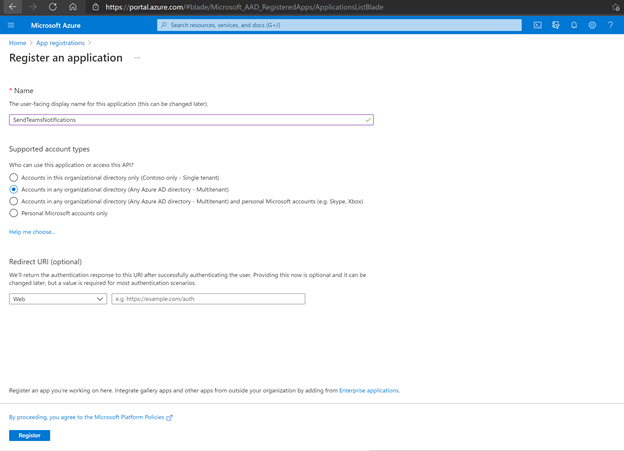 https://portal.azure.com/#blade/Microsoft_AAD_RegisteredApps/ApplicationsListBlade
Microsoft Azure
Search resources, services, and docs (G+/)
Home > App registrations >
Register an application ...
* Name
The user-facing display name for this application (this can be changed later).
SendTeamsNotifications
Supported account types
Who can use this application or access this API?
Accounts in this organizational directory only (Contoso only - Single tenant)
Accounts in any organizational directory (Any Azure AD directory - Multitenant)
Accounts in any organizational directory (Any Azure AD directory - Multitenant) and personal Microsoft accounts (e.g. Skype, Xbox)
Personal Microsoft accounts only
Help me choose...
Redirect URI (optional)
We'll return the authentication response to this URI after successfully authenticating the user. Providing this now is optional and it can be
changed later, but a value is required for most authentication scenarios.
Web
e.g. https://example.com/auth
Register an app you're working on here. Integrate gallery apps and other apps from outside your organization by adding from Enterprise applications.
By proceeding, you agree to the Microsoft Platform Policies
Register